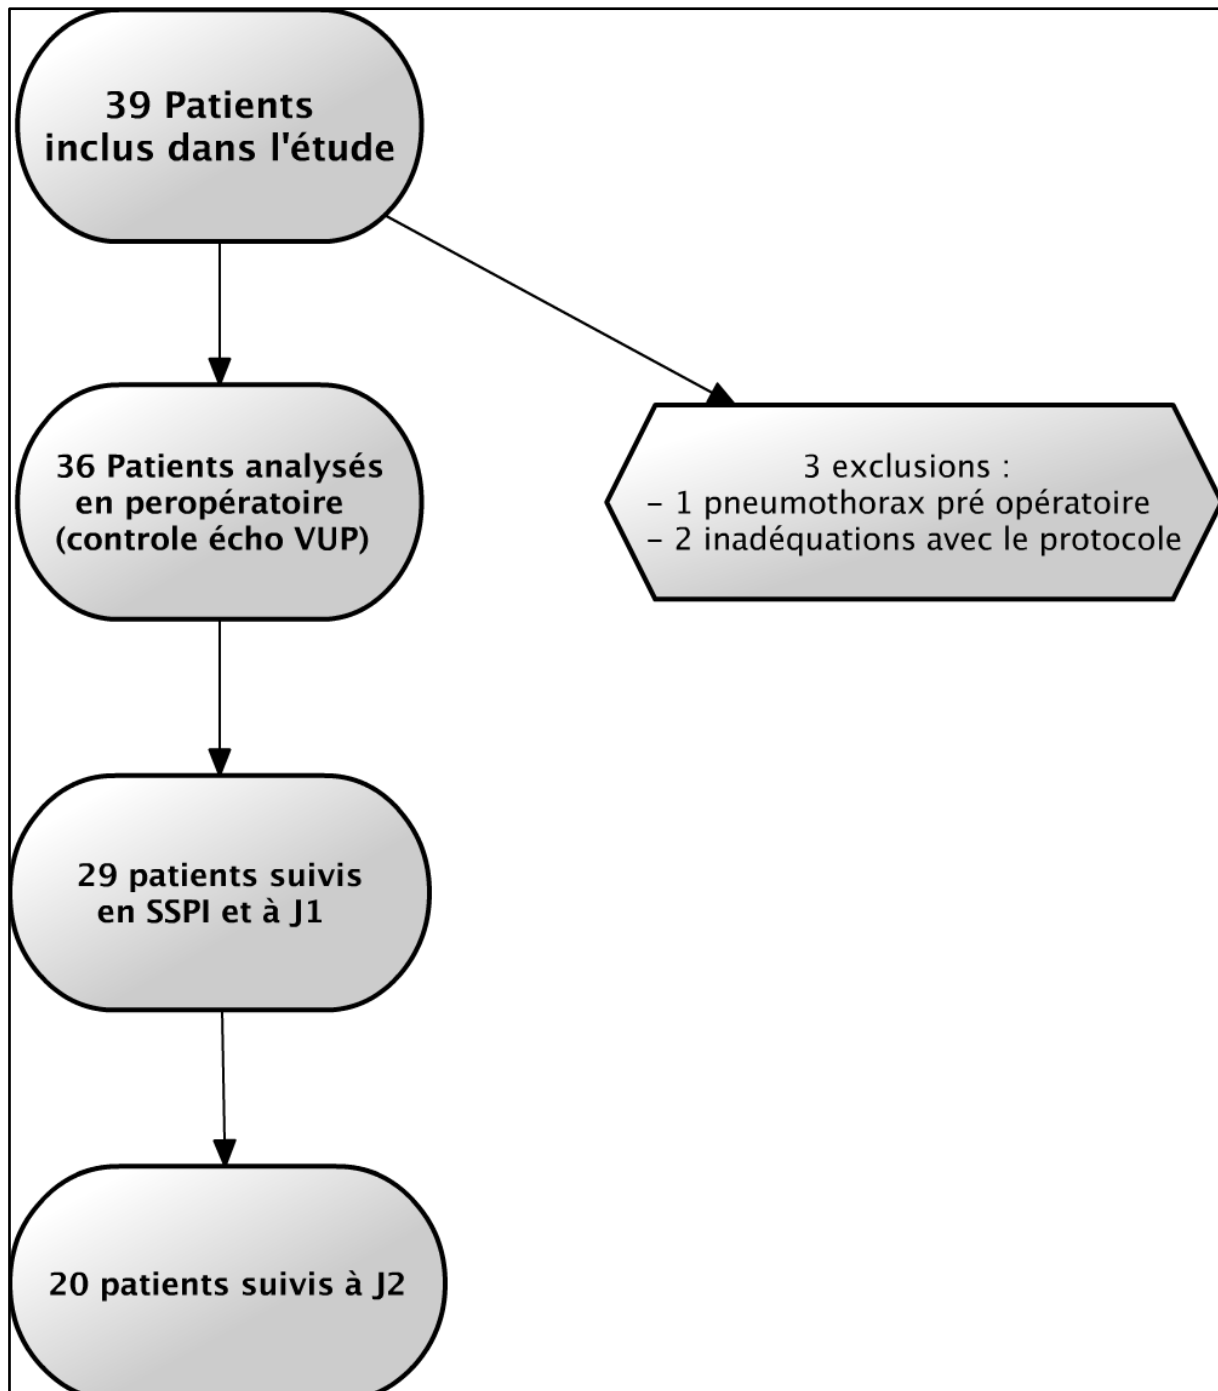 39 Patients
inclus dans l'étude
36 Patients analysés
en peropératoire
(controle écho VUP)
3 exclusions :
– 1 pneumothorax pré opératoire
– 2 inadéquations avec le protocole
29 patients suivis
en SSPI et à J1
20 patients suivis à J2